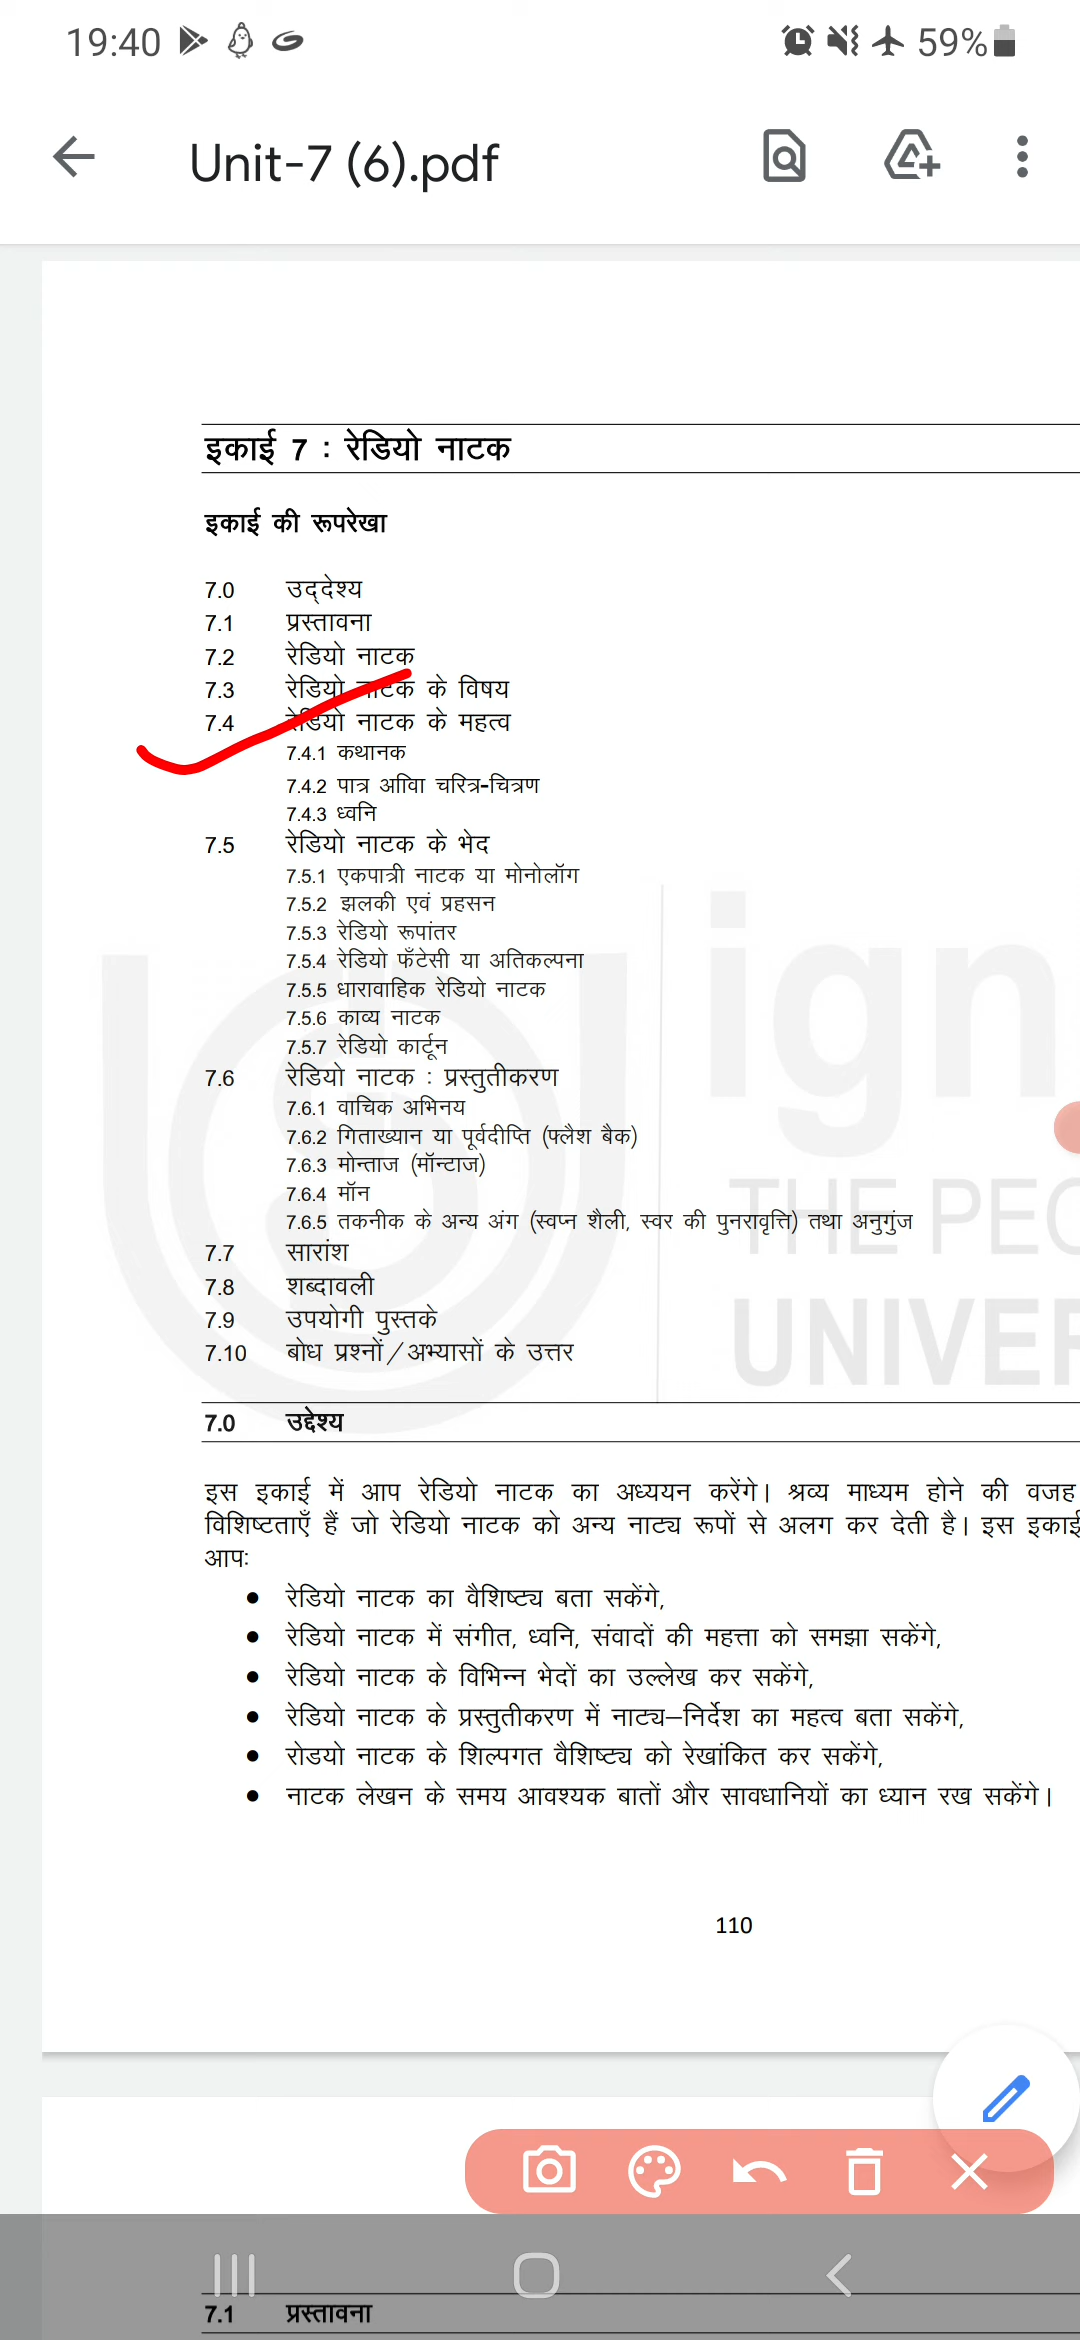 19:40
59%
Unit-7 (6).pdf
इकाई 7 : रेडियो नाटक
इकाई की रूपरेखा
7.0 उद्देश्य
7.1 प्रस्तावना
7.2 रेडियो नाटक
7.3 रेडियो नाटक के विषय
7.4 रेडियो नाटक के महत्व
7.4.1 कथानक
7.4.2 पात्र चरित्र-चित्रण
7.4.3 ध्वनि
7.5 रेडियो नाटक के भेद
7.5.1 एकपात्री नाटक या मोनोलॉग
7.5.2 झलकी एवं प्रहसन
7.5.3 रेडियो रूपांतर
7.5.4 रेडियो फँटेसी या अतिकल्पना
7.5.5 धारावाहिक रेडियो नाटक
7.5.6 काव्य नाटक
7.5.7 रेडियो कार्टून
7.6 रेडियो नाटक : प्रस्तुतीकरण
7.6.1 वाचिक अभिनय
7.6.2 गिताख्यान या पूर्वदीप्ति (फ्लैश बैक)
7.6.3 मोन्ताज (मॉन्टाज)
7.6.4 मॉन
7.6.5 तकनीक के अन्य अंग (स्वप्न शैली, स्वर की पुनरावृत्ति) तथा अनुगुंज
7.7 सारांश
7.8 शब्दावली
7.9 उपयोगी पुस्तके
7.10 बोध प्रश्नों/अभ्यासों के उत्तर
ign
THE PEO
UNIVER
7.0 उद्देश्य
इस इकाई में आप रेडियो नाटक का अध्ययन करेंगे। श्रव्य माध्यम होने की वजह
विशिष्टताएँ हैं जो रेडियो नाटक को अन्य नाट्य रूपों से अलग कर देती है। इस इकाई
आप:
• रेडियो नाटक का वैशिष्ट्य बता सकेंगे,
• रेडियो नाटक में संगीत, ध्वनि, संवादों की महत्ता को समझा सकेंगे,
• रेडियो नाटक के विभिन्न भेदों का उल्लेख कर सकेंगे,
• रेडियो नाटक के प्रस्तुतीकरण में नाट्य–निर्देश का महत्व बता सकेंगे,
• रोडयो नाटक के शिल्पगत वैशिष्ट्य को रेखांकित कर सकेंगे,
• नाटक लेखन के समय आवश्यक बातों और सावधानियों का ध्यान रख सकेंगे।
110
7.1 प्रस्तावना